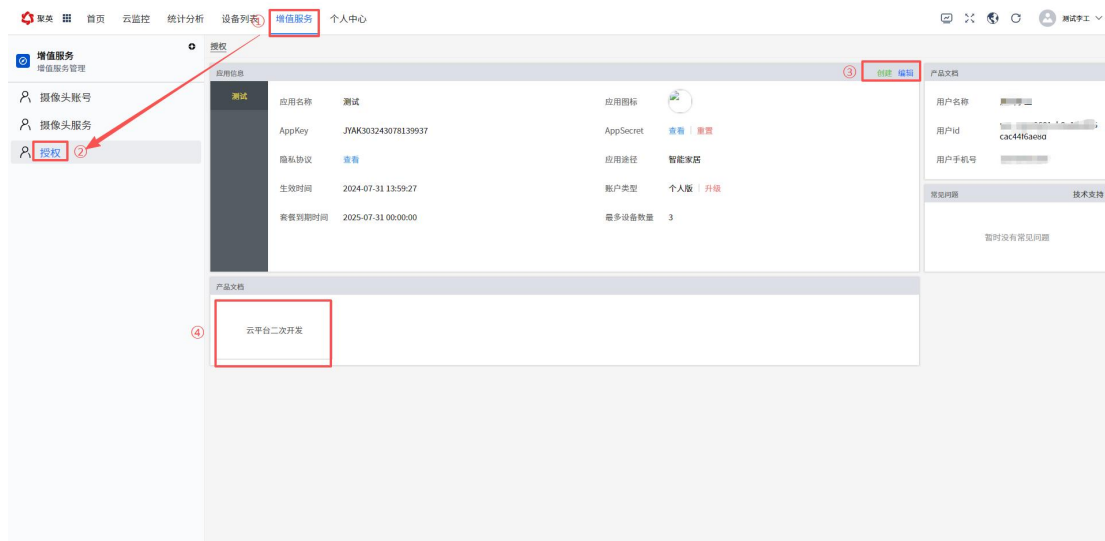 聚英 首页 云监控 统计分析 设备列表 ① 增值服务 个人中心 测试李工
增值服务
增值服务管理
摄像头账号
摄像头服务
授权 ②
授权
应用信息 ③ 创建 编辑
测试
应用名称 测试 应用图标
AppKey JYAK303243078139937 AppSecret 查看 | 重置
隐私协议 查看 应用途径 智能家居
生效时间 2024-07-31 13:59:27 账户类型 个人版 | 升级
套餐到期时间 2025-07-31 00:00:00 最多设备数量 3
产品文档
④ 云平台二次开发
产品文档
用户名称
用户id
cac44f6ae8d
用户手机号
常见问题 技术支持
暂时没有常见问题